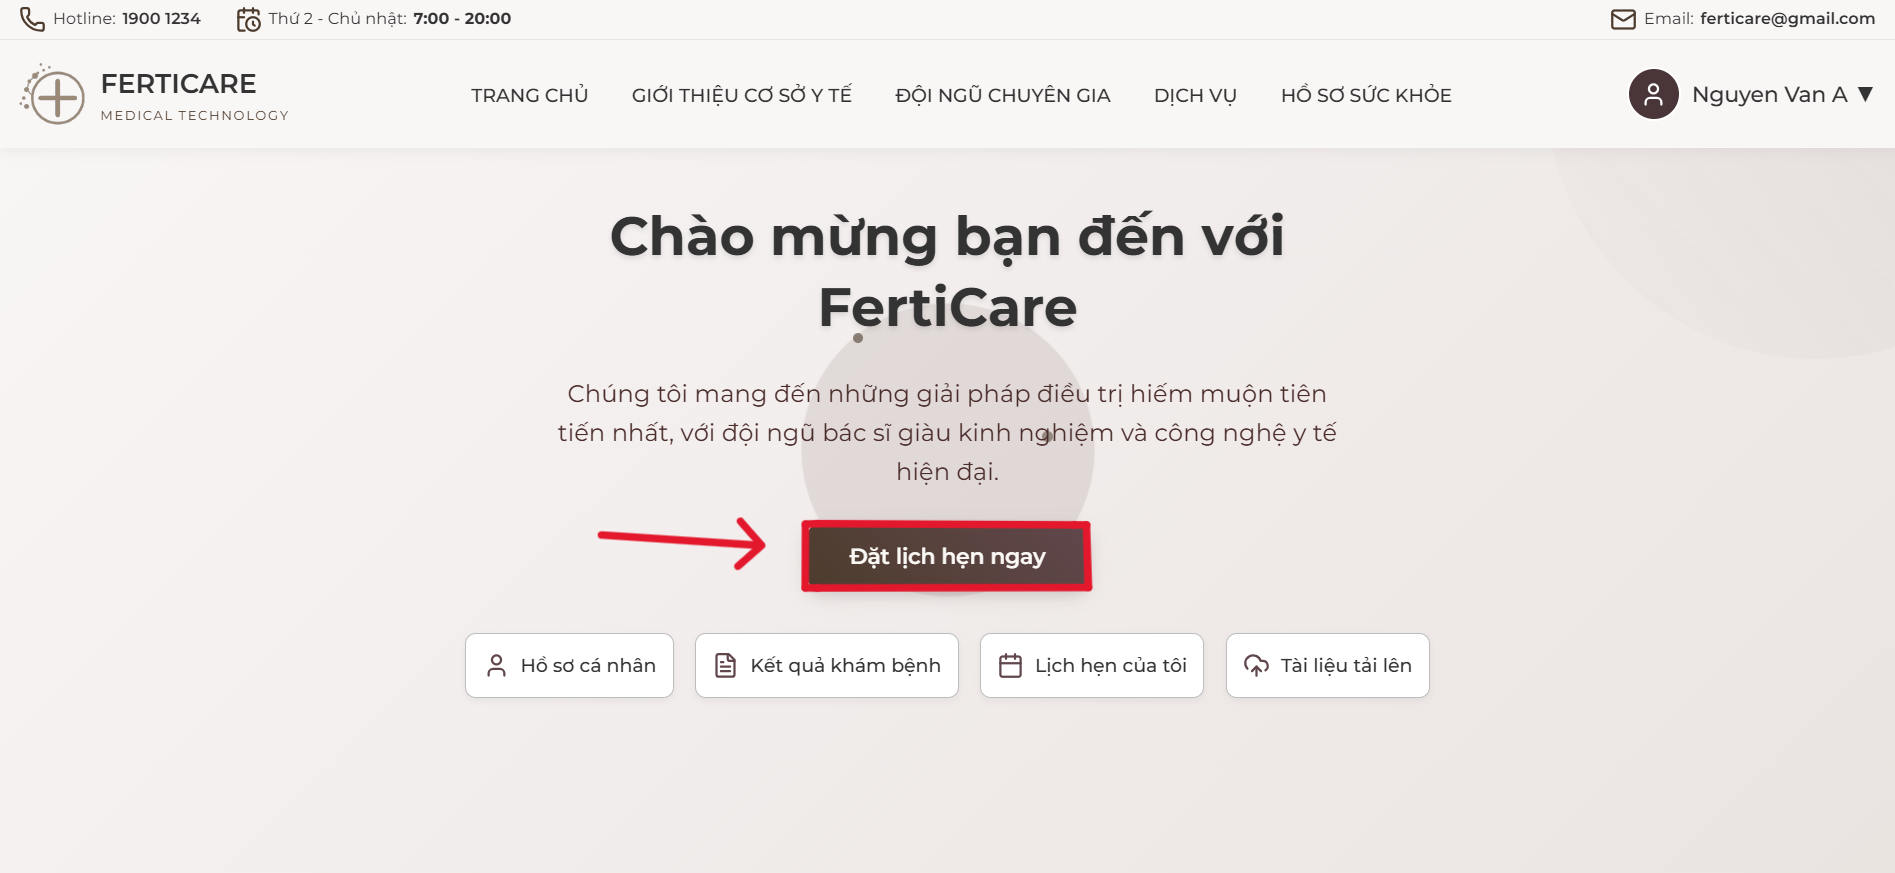 Hotline: 1900 1234
Thứ 2 - Chủ nhật: 7:00 - 20:00
Email: ferticare@gmail.com
FERTICARE
MEDICAL TECHNOLOGY
TRANG CHỦ
GIỚI THIỆU CƠ SỞ Y TẾ
ĐỘI NGŨ CHUYÊN GIA
DỊCH VỤ
HỒ SƠ SỨC KHỎE
Nguyen Van A ▼
Chào mừng bạn đến với
FertiCare
Chúng tôi mang đến những giải pháp điều trị hiếm muộn tiên
tiến nhất, với đội ngũ bác sĩ giàu kinh nghiệm và công nghệ y tế
hiện đại.
Đặt lịch hẹn ngay
Hồ sơ cá nhân
Kết quả khám bệnh
Lịch hẹn của tôi
Tài liệu tải lên